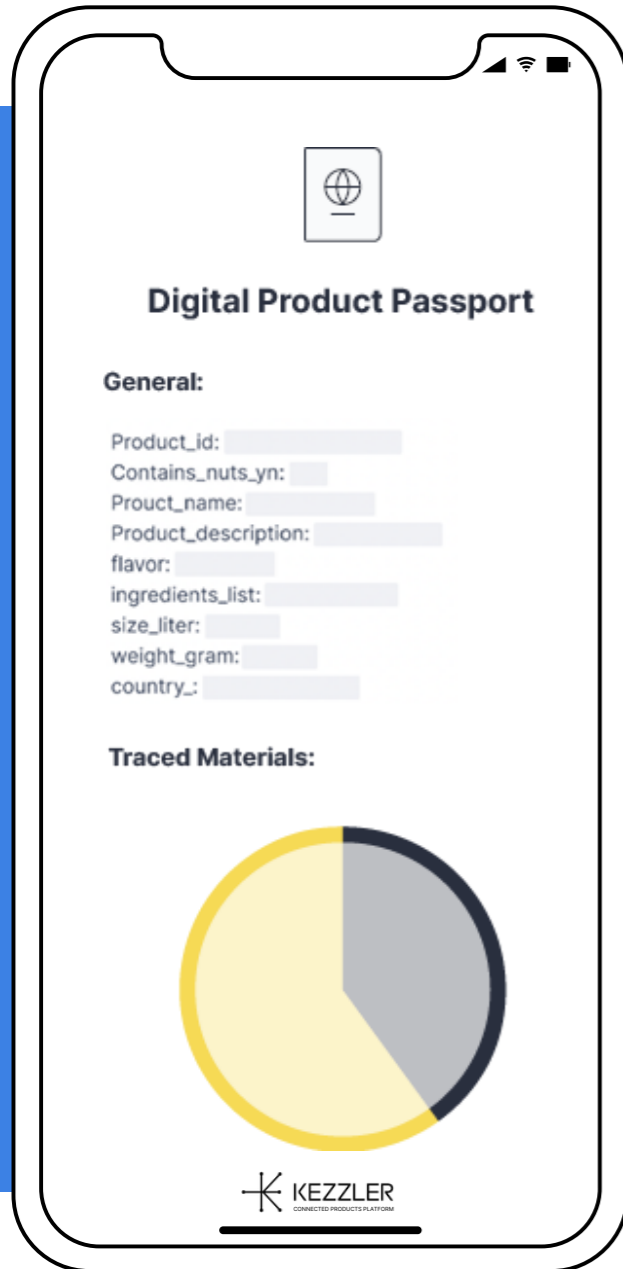 Digital Product Passport
General:
Product_id:
Contains_nuts_yn:
Prouct_name:
Product_description:
flavor:
ingredients_list:
size_liter:
weight_gram:
country_:
Traced Materials:
KEZZLER
CONNECTED PRODUCTS PLATFORM